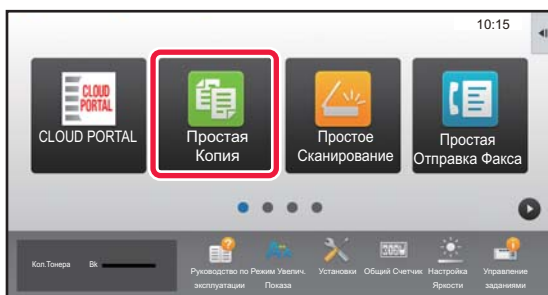 10:15
CLOUD
PORTAL
CLOUD PORTAL
Простая
Копия
Простое
Сканирование
Простая
Отправка Факса
Кол.Тонера Bk
Руководство по
эксплуатации
Режим Увелич.
Показа
Установки
Общий Счетчик
Настройка
Яркости
Управление
заданиями